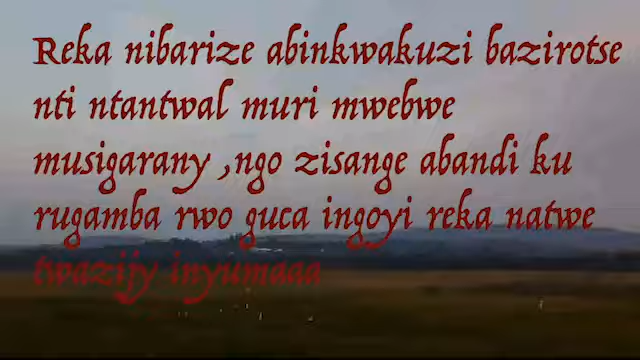 Reka nibarize abinkwakuzi bazirotse
nti ntantwal muri mwebwe
musigarany ,ngo zisange abandi ku
rugamba rwo guca ingoyi reka natwe
twazijy inyumaaa